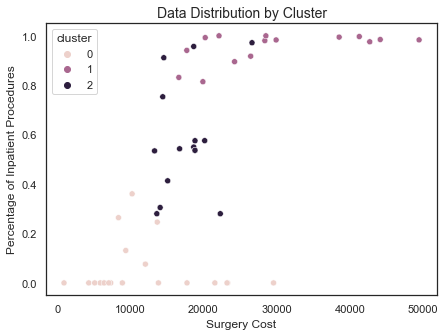 Data Distribution by Cluster
cluster
0
1
2
Percentage of Inpatient Procedures
1.0
0.8
0.6
0.4
0.2
0.0
0 10000 20000 30000 40000 50000
Surgery Cost